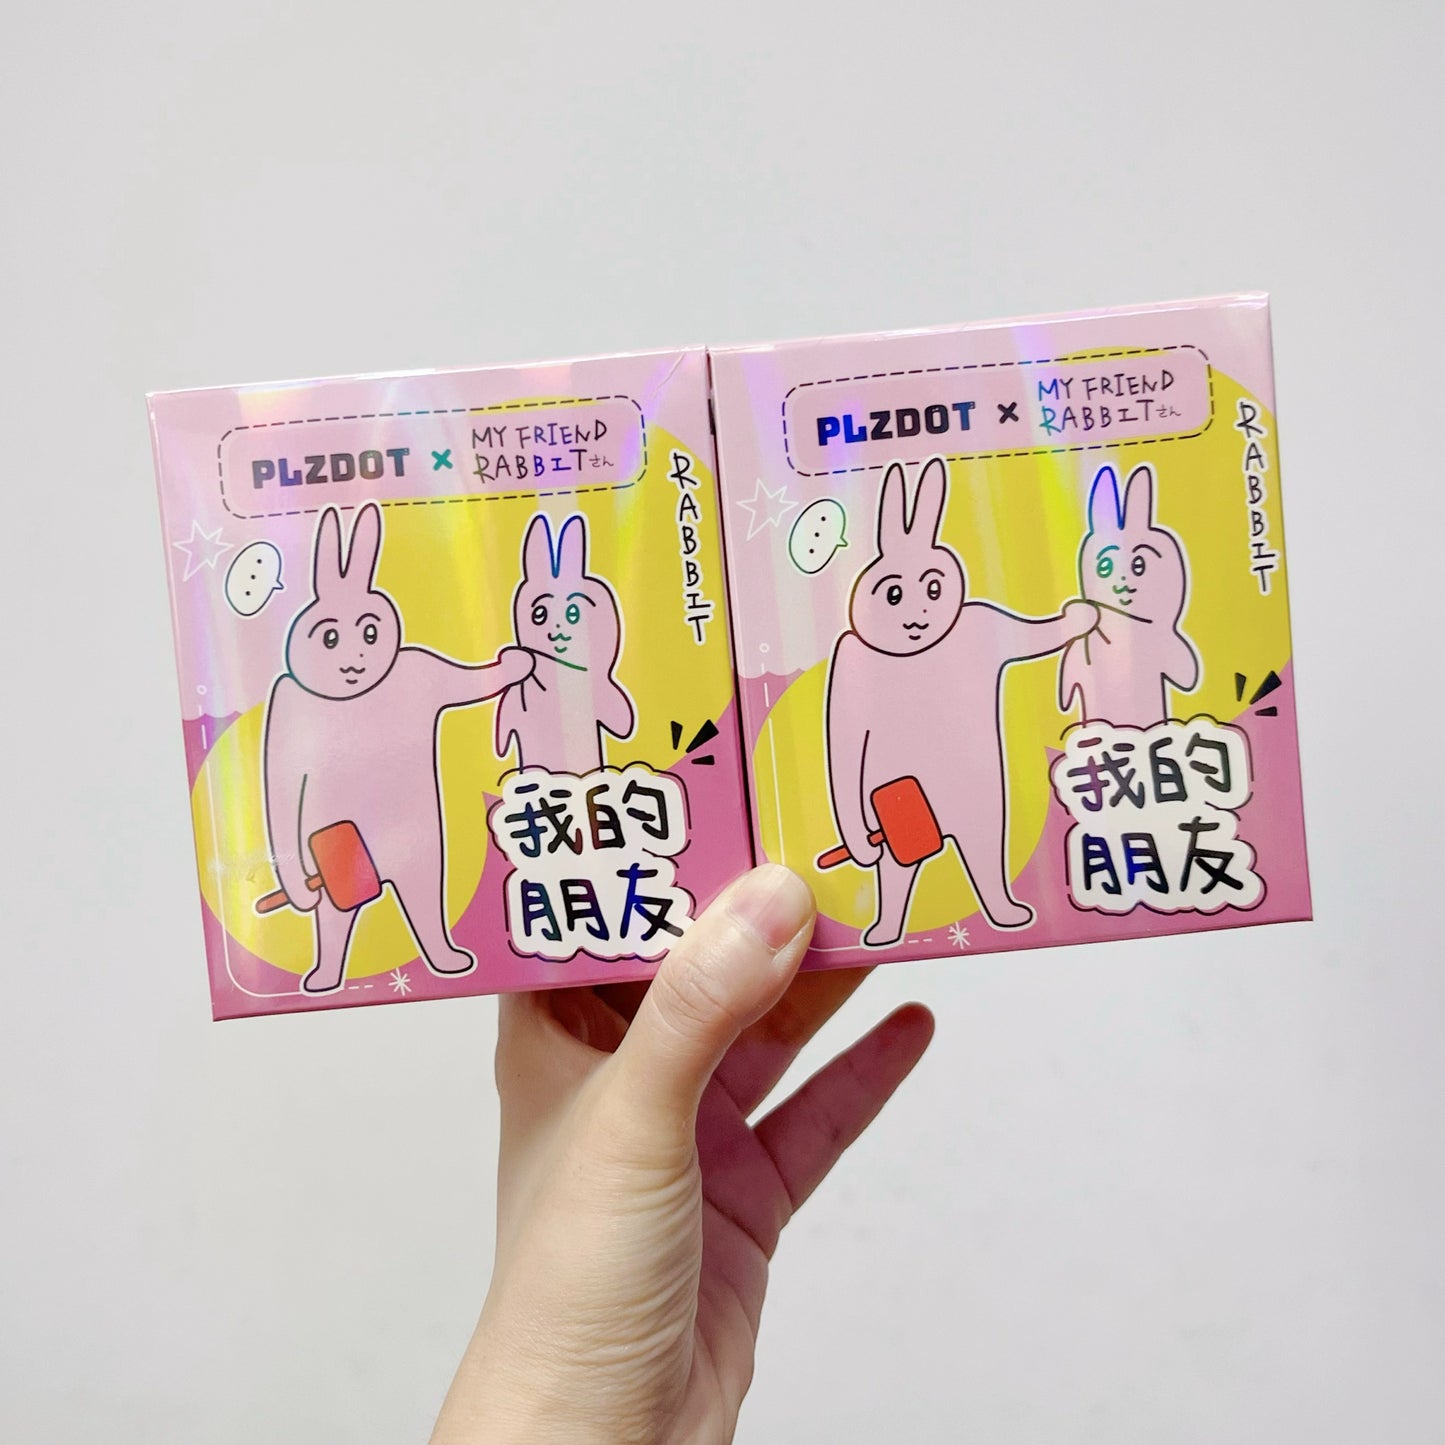 PLZDOT × MY FRIEND
RABBITさん
RABBIT
我的
朋友
PLZDOT × MY FRIEND
RABBITさん
RABBIT
我的
朋友